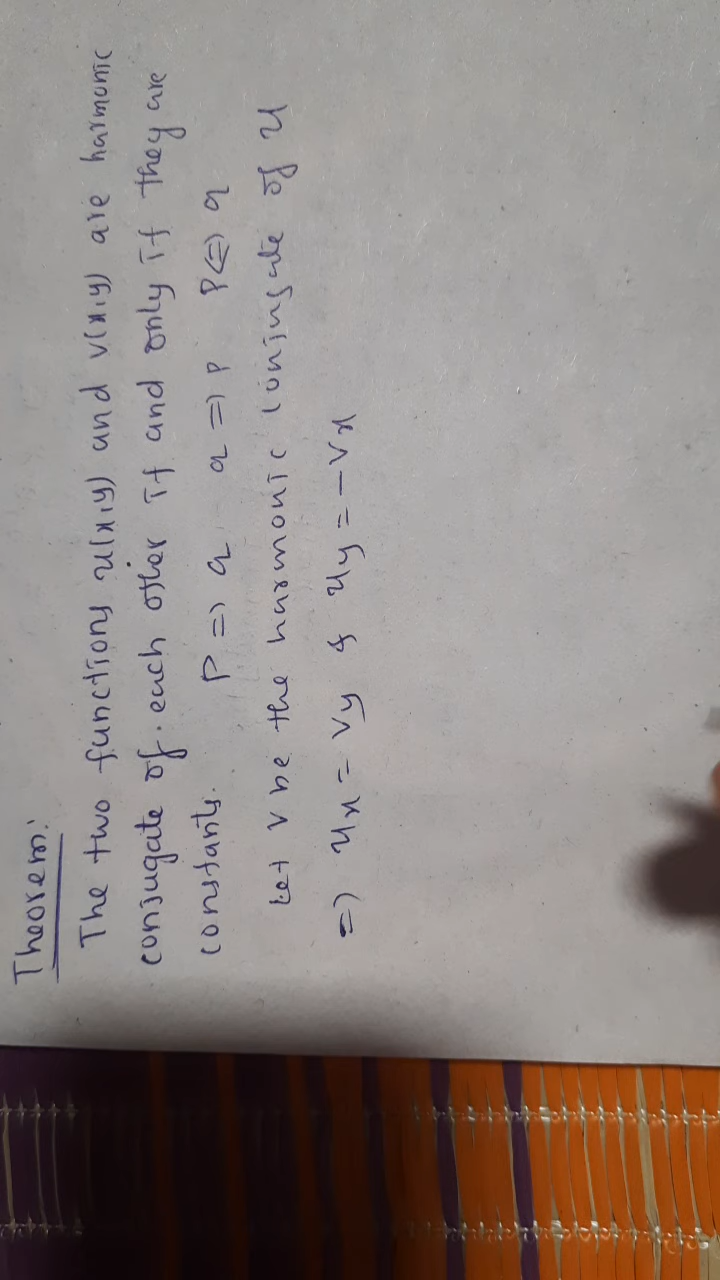 Theorem:
The two functions u(x,y) and v(x,y) are harmonic
conjugate of. each other if and only if they are
constants. P => q q => P P <=> q
Let v be the harmonic conjugate of u
=> ux = vy & uy = -vx